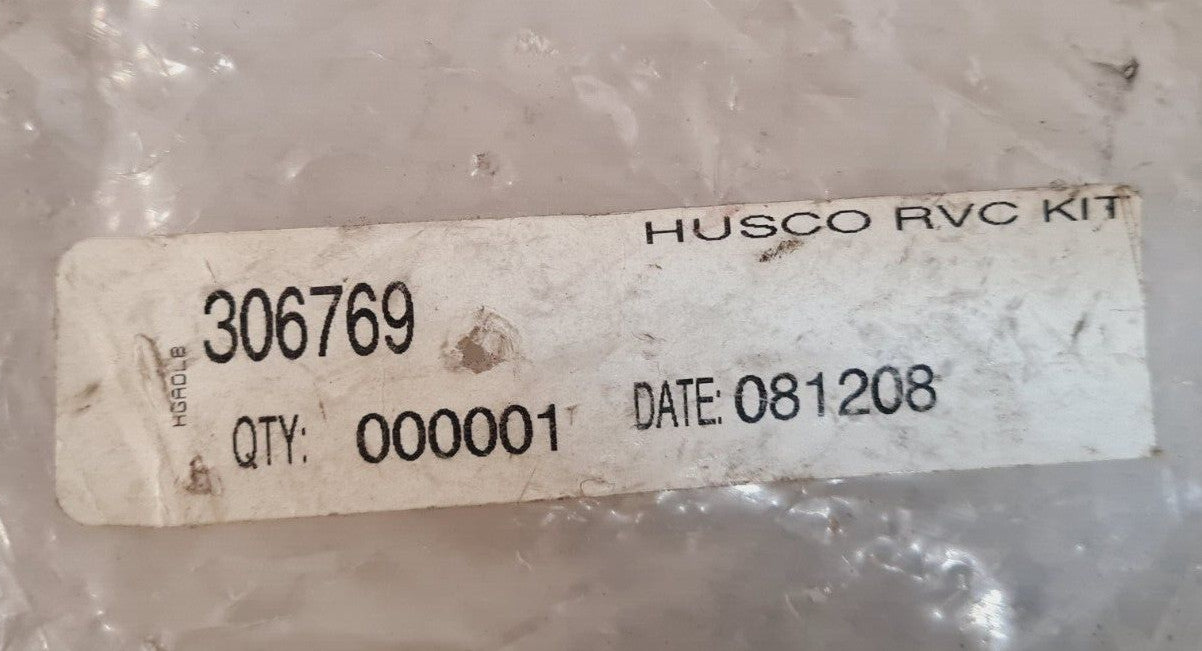 HUSCO RVC KIT
306769
HGADLB
QTY: 000001 DATE: 081208